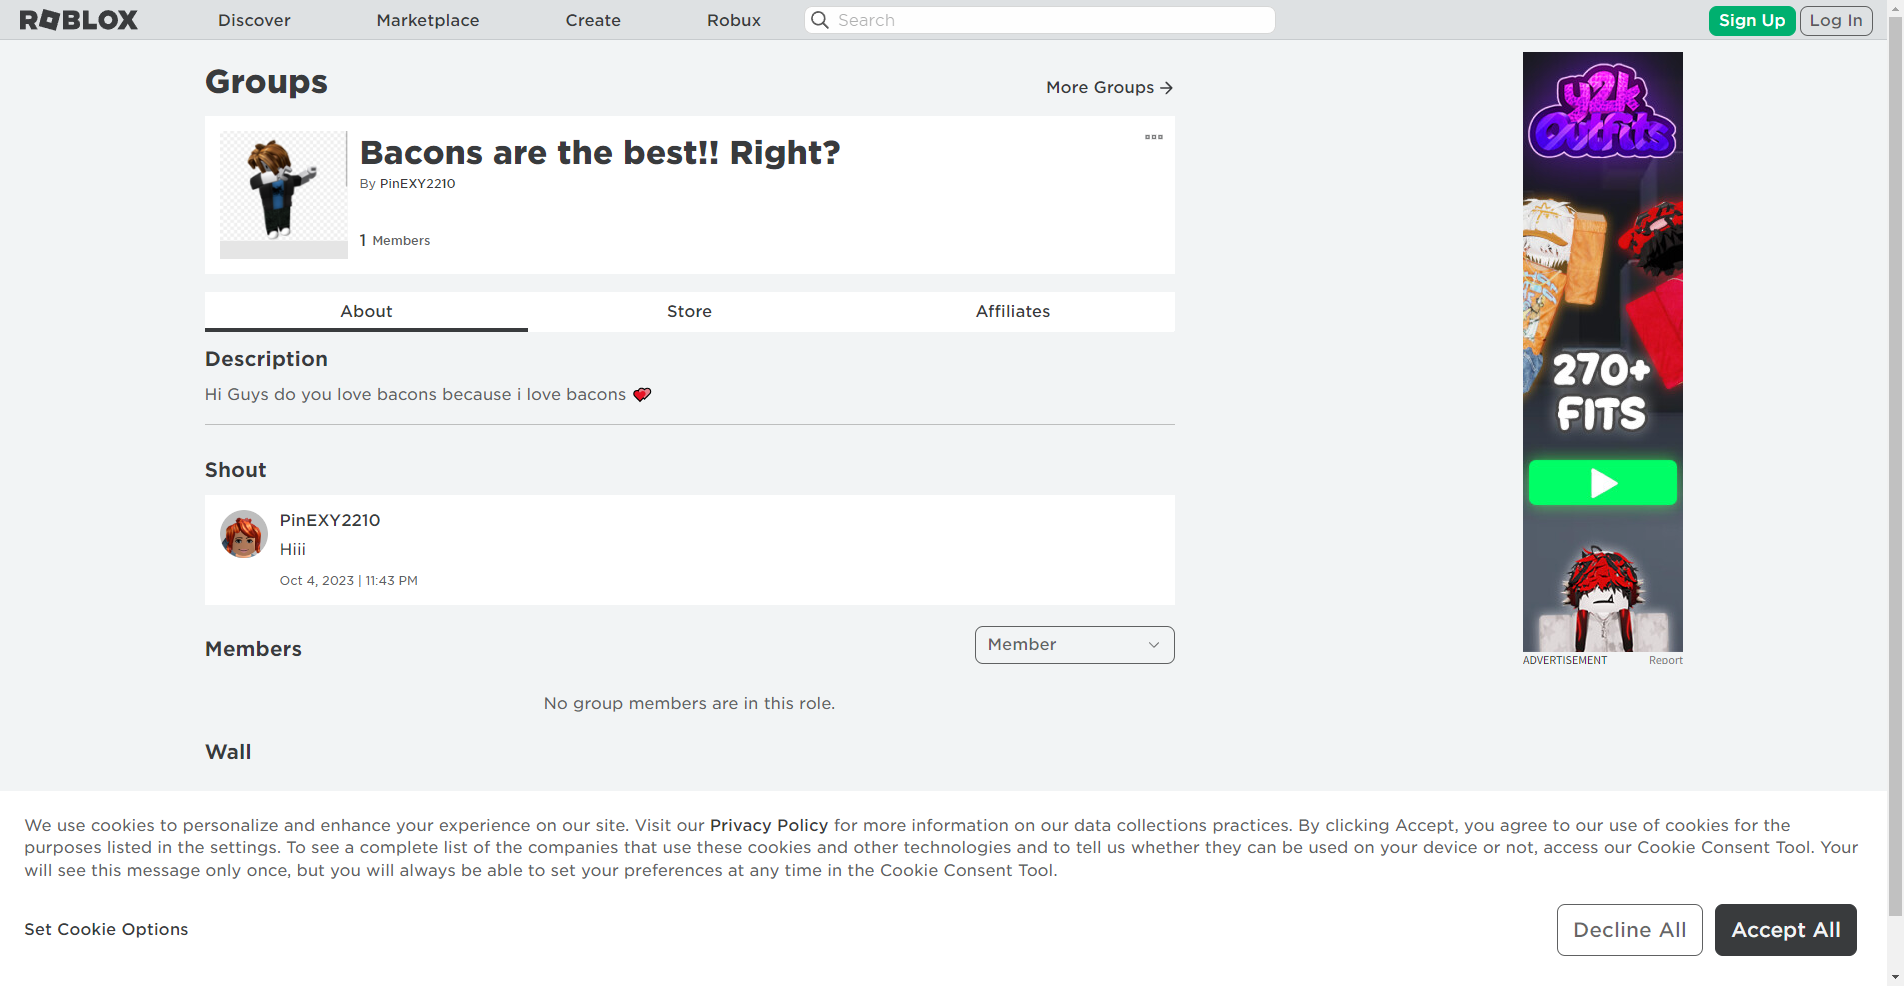 ROBLOX
Discover
Marketplace
Create
Robux
Search
Sign Up
Log In
Groups
More Groups →
Bacons are the best!! Right?
By PinEXY2210
1 Members
About
Store
Affiliates
Description
Hi Guys do you love bacons because i love bacons 💕
Shout
PinEXY2210
Hiii
Oct 4, 2023 | 11:43 PM
Members
Member
No group members are in this role.
Wall
y2k
Outfits
270+
FITS
ADVERTISEMENT
Report
We use cookies to personalize and enhance your experience on our site. Visit our Privacy Policy for more information on our data collections practices. By clicking Accept, you agree to our use of cookies for the
purposes listed in the settings. To see a complete list of the companies that use these cookies and other technologies and to tell us whether they can be used on your device or not, access our Cookie Consent Tool. Your
will see this message only once, but you will always be able to set your preferences at any time in the Cookie Consent Tool.
Set Cookie Options
Decline All
Accept All